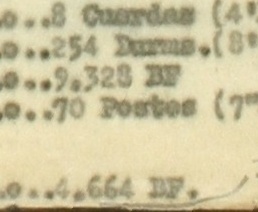 o...8 Cuerdas (4"
o...254 Durms.(8"
o...9.328 BF
o...70 Postes (7"
o...4.664 BF.